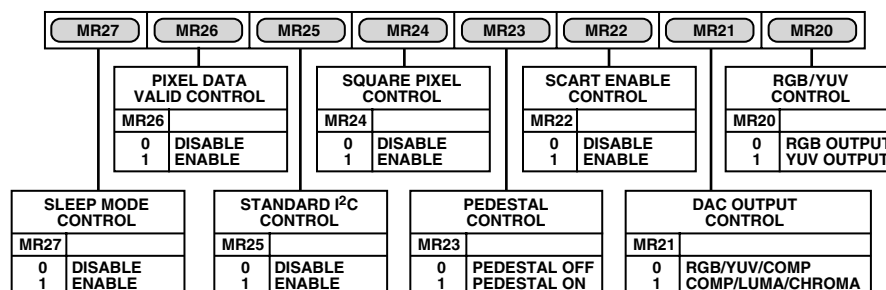 MR27 MR26 MR25 MR24 MR23 MR22 MR21 MR20
PIXEL DATA
VALID CONTROL
MR26
0 DISABLE
1 ENABLE
SQUARE PIXEL
CONTROL
MR24
0 DISABLE
1 ENABLE
SCART ENABLE
CONTROL
MR22
0 DISABLE
1 ENABLE
RGB/YUV
CONTROL
MR20
0 RGB OUTPUT
1 YUV OUTPUT
SLEEP MODE
CONTROL
MR27
0 DISABLE
1 ENABLE
STANDARD I²C
CONTROL
MR25
0 DISABLE
1 ENABLE
PEDESTAL
CONTROL
MR23
0 PEDESTAL OFF
1 PEDESTAL ON
DAC OUTPUT
CONTROL
MR21
0 RGB/YUV/COMP
1 COMP/LUMA/CHROMA